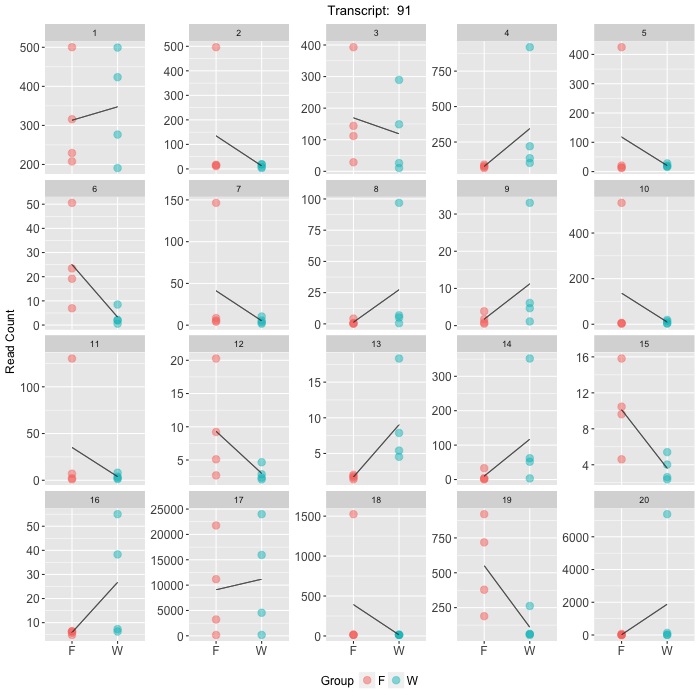 Transcript: 91
1 2 3 4 5
500 400 300 200
500 400 300 200 100 0
400 300 200 100 0
750 500 250
400 300 200 100 0
6 7 8 9 10
50 40 30 20 10 0
150 100 50 0
100 75 50 25 0
30 20 10 0
400 200 0
Read Count
11 12 13 14 15
100 50 0
20 15 10 5
15 10 5
300 200 100 0
16 12 8 4
16 17 18 19 20
50 40 30 20 10
25000 20000 15000 10000 5000 0
1500 1000 500 0
750 500 250
6000 4000 2000 0
F W F W F W F W F W
Group F W